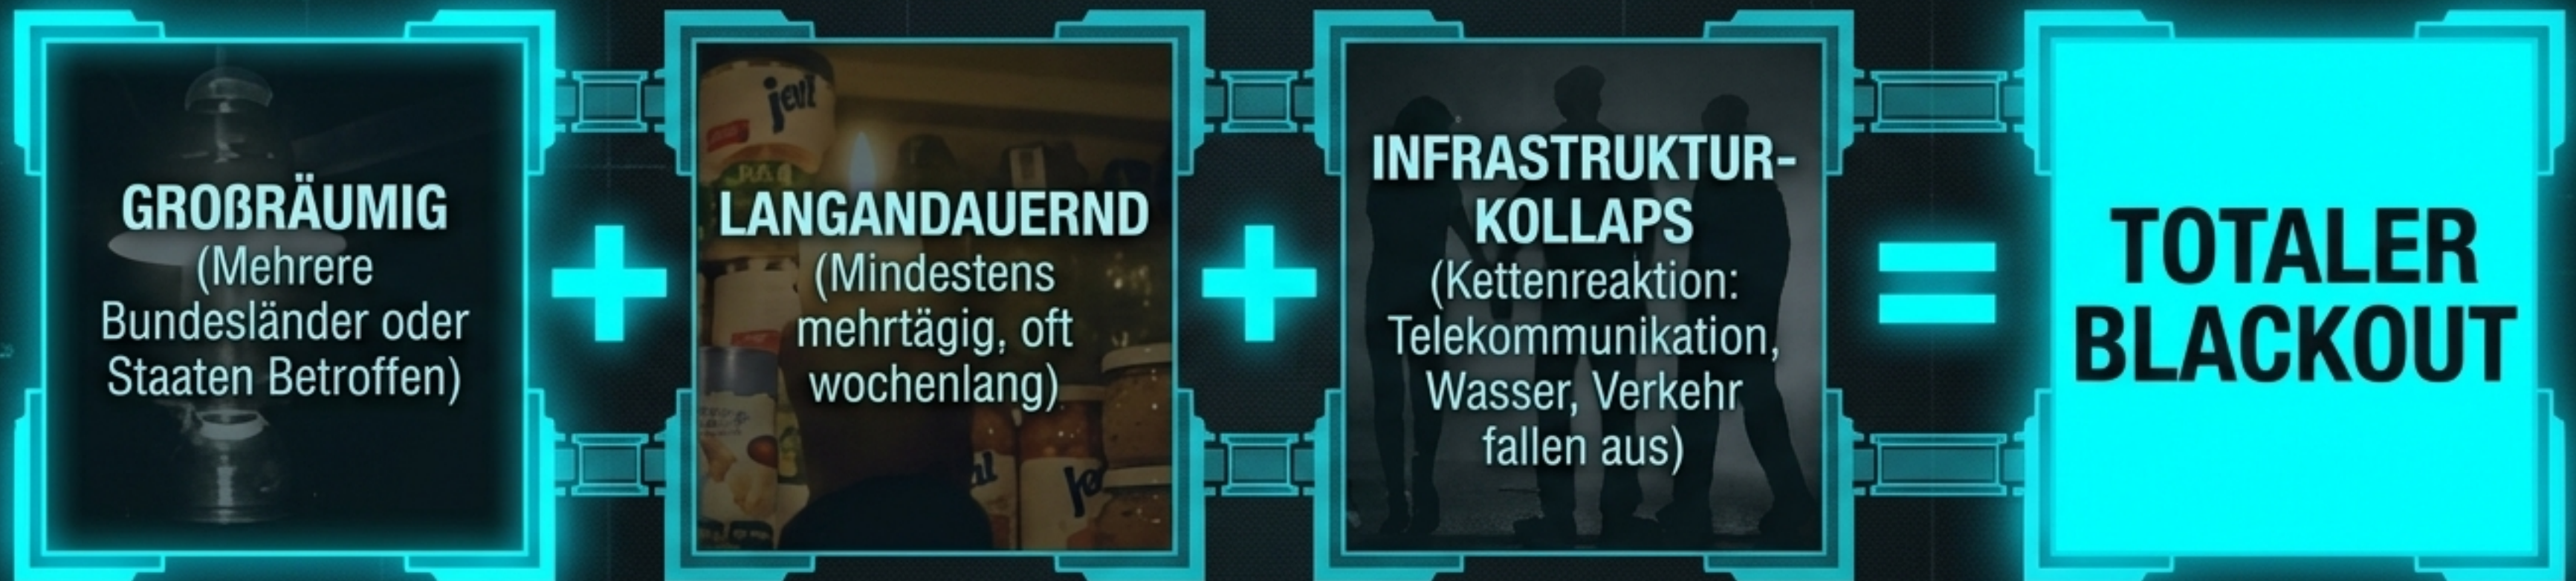 GROßRÄUMIG
(Mehrere
Bundesländer oder
Staaten Betroffen)
+
LANGANDAUERND
(Mindestens
mehrtägig, oft
wochenlang)
+
INFRASTRUKTUR-
KOLLAPS
(Kettenreaktion:
Telekommunikation,
Wasser, Verkehr
fallen aus)
=
TOTALER
BLACKOUT